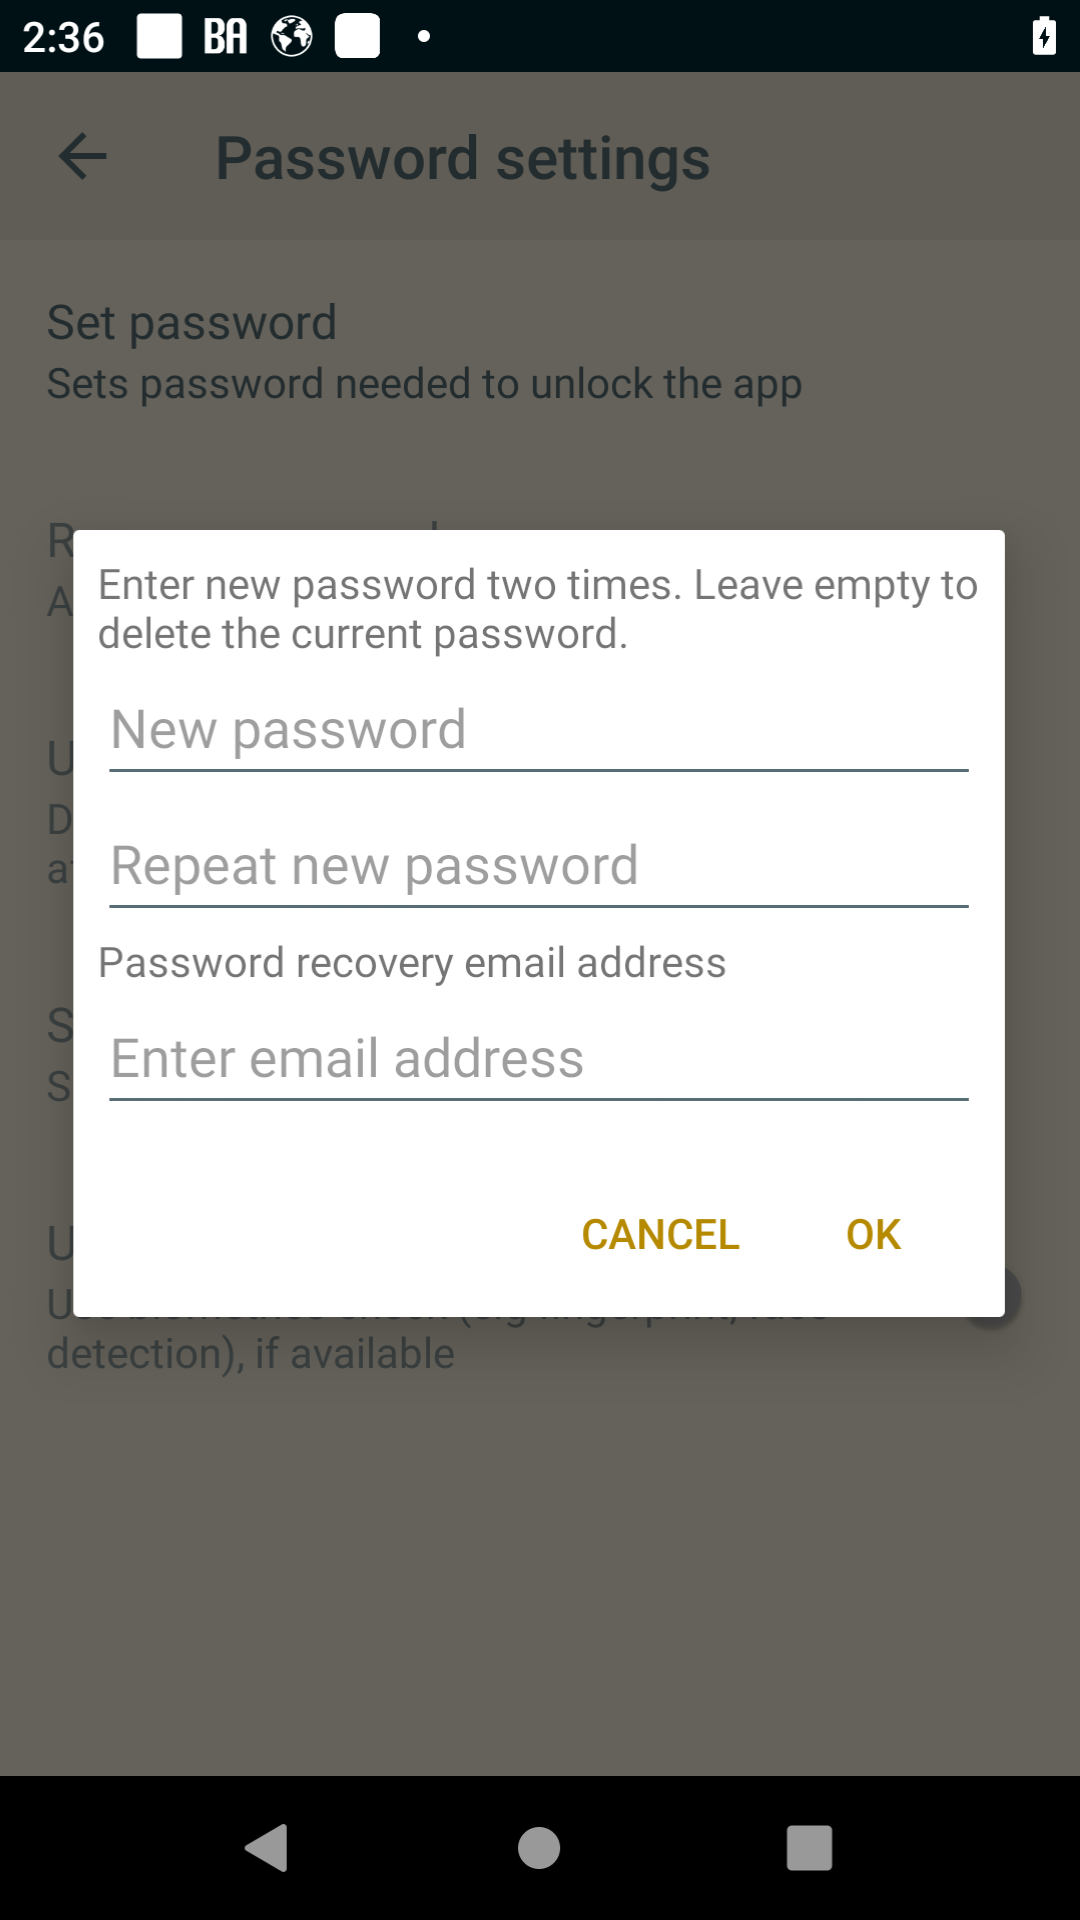 2:36 BA
Password settings
Set password
Sets password needed to unlock the app
Enter new password two times. Leave empty to
delete the current password.
New password
Repeat new password
Password recovery email address
Enter email address
CANCEL OK
detection), if available